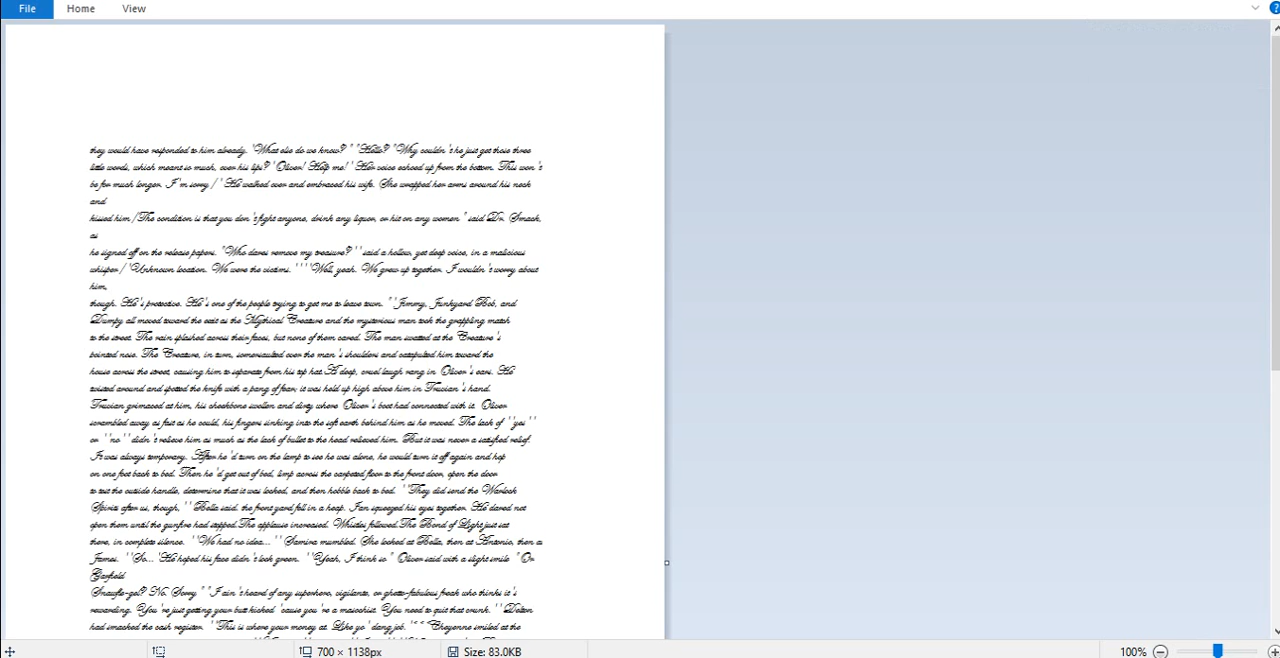 File Home View
they would have responded to him already. 'What else do we know?' " "Hello? "Why couldn't he just get those three
little words, which meant so much, over his lips? ' Oliver! Help me! ' Her voice echoed up from the bottom. This won't
be for much longer. I'm sorry / " He walked over and embraced his wife. She wrapped her arms around his neck
and
kissed him / The condition is that you don't fight anyone, drink any liquor, or hit on any women " said Dr. Smack,
as
he signed off on the release papers. "Who dares remove my treasure? ' ' said a hollow, yet deep voice, in a malicious
whisper / 'Unknown location. We were the victims. ' ' ' 'Well, yeah. We grew up together. I wouldn't worry about
him,
though. He's protective. He's one of the people trying to get me to leave town. " ' Jimmy, Junkyard Bob, and
Dumpy all moved toward the exit as the Mythical Creature and the mysterious man took the grappling match
to the street. The rain splashed across their faces, but none of them cared. The man swatted at the Creature's
pointed nose. The Creature, in turn, somersaulted over the man's shoulders and catapulted him toward the
house across the street, causing him to separate from his top hat.A deep, cruel laugh rang in Oliver's ears. He
twisted around and spotted the knife with a pang of fear; it was held up high above him in Truvian's hand.
Truvian grimaced at him, his cheekbone swollen and dirty where Oliver's boot had connected with it. Oliver
scrambled away as fast as he could, his fingers sinking into the soft earth behind him as he moved. The lack of ' 'yes' '
or ' 'no' ' didn't relieve him as much as the lack of bullet to the head relieved him. But it was never a satisfied relief.
It was always temporary. After he'd turn on the lamp to see he was alone, he would turn it off again and hop
on one foot back to bed. Then he'd get out of bed, limp across the carpeted floor to the front door, open the door
to test the outside handle, determine that it was locked, and then hobble back to bed. ' "They did send the Warlock
Spirits after us, though, ' ' Bella said. the front yard fell in a heap. Ian squeezed his eyes together. He dared not
open them until the gunfire had stopped.The applause increased. Whistles followed.The Bond of Light just sat
there, in complete silence. ' 'We had no idea... ' ' Samira mumbled. She looked at Bella, then at Antonio, then a
James. ' 'So... 'He hoped his face didn't look green. ' 'Yeah, I think so " Oliver said with a slight smile " Or
Garfield
Snaufle-gol? No. Sorry " " I ain't heard of any superhero, vigilante, or ghetto-fabulous freak who thinks it's
rewarding. You're just getting your butt kicked 'cause you're a masochist. You need to quit that crunk. ' ' Delton
had smacked the cash register. ' 'This is where your money at. Like yo' dang job. ' " " Cheyenne smiled at the
700 × 1138px Size: 83.0KB 100%